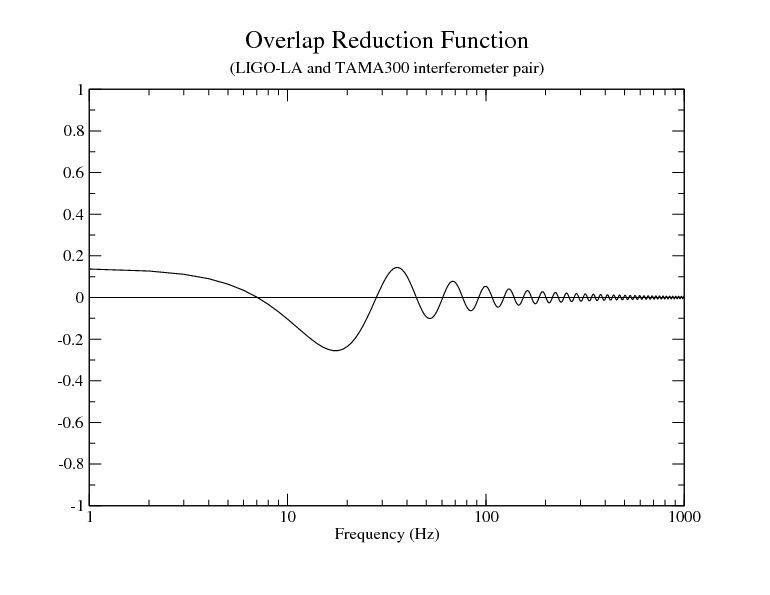 Overlap Reduction Function
(LIGO-LA and TAMA300 interferometer pair)
1
0.8
0.6
0.4
0.2
0
-0.2
-0.4
-0.6
-0.8
-1
1 10 100 1000
Frequency (Hz)